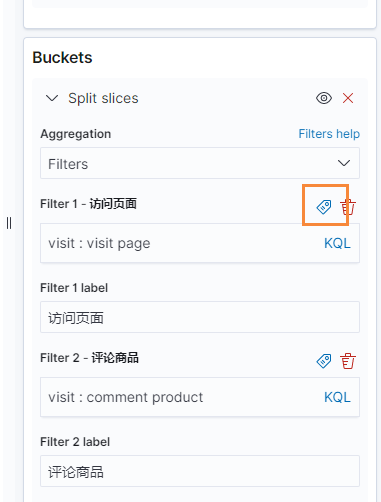 Buckets
Split slices
Aggregation Filters help
Filters
Filter 1 - 访问页面
visit : visit page KQL
Filter 1 label
访问页面
Filter 2 - 评论商品
visit : comment product KQL
Filter 2 label
评论商品